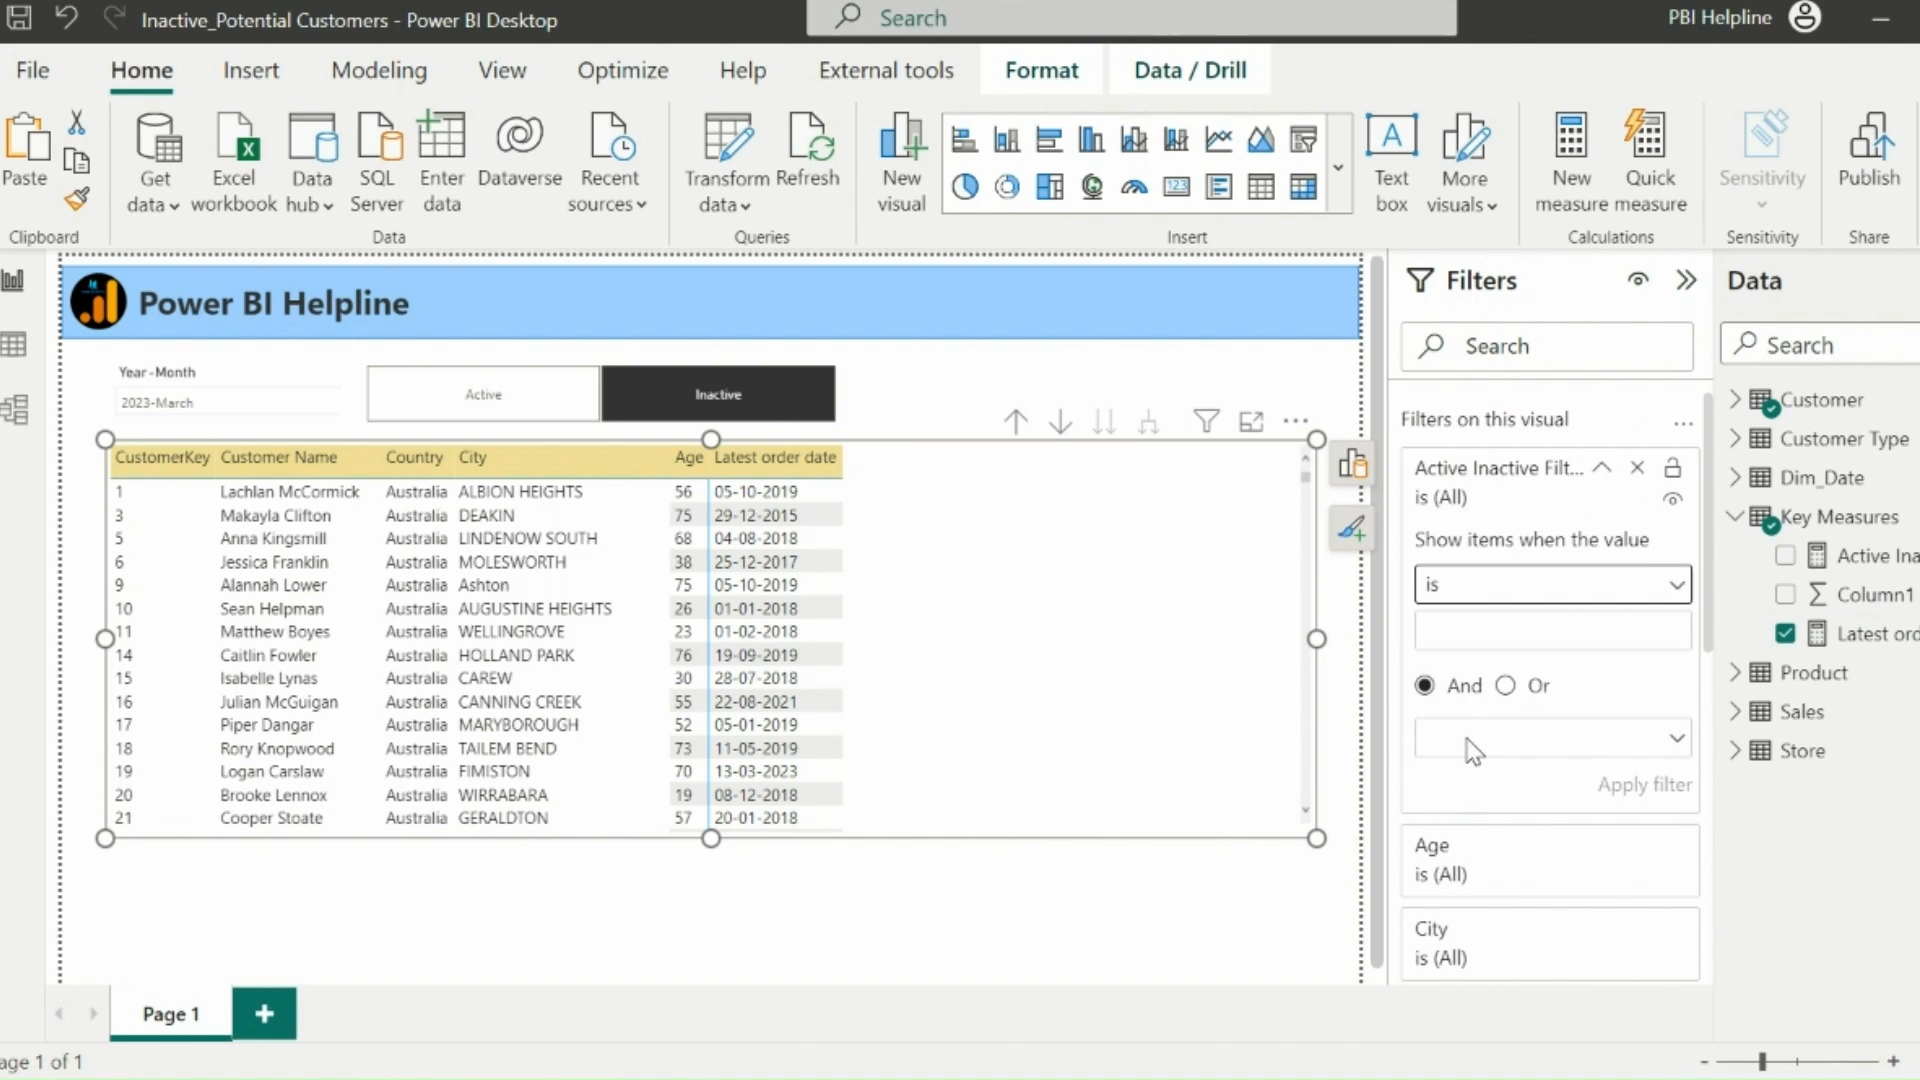 Inactive_Potential Customers - Power BI Desktop
Search
PBI Helpline
File
Home
Insert
Modeling
View
Optimize
Help
External tools
Format
Data / Drill
Paste
Get data
Excel workbook
Data hub
SQL Server
Enter data
Dataverse
Recent sources
Transform data
Refresh
New visual
123
A
Text box
More visuals
New measure
Quick measure
Sensitivity
Publish
Clipboard
Data
Queries
Insert
Calculations
Sensitivity
Share
Power BI Helpline
Year-Month
2023-March
Active
Inactive
CustomerKey Customer Name Country City Age Latest order date
1 Lachlan McCormick Australia ALBION HEIGHTS 56 05-10-2019
3 Makayla Clifton Australia DEAKIN 75 29-12-2015
5 Anna Kingsmill Australia LINDENOW SOUTH 68 04-08-2018
6 Jessica Franklin Australia MOLESWORTH 38 25-12-2017
9 Alannah Lower Australia Ashton 75 05-10-2019
10 Sean Helpman Australia AUGUSTINE HEIGHTS 26 01-01-2018
11 Matthew Boyes Australia WELLINGROVE 23 01-02-2018
14 Caitlin Fowler Australia HOLLAND PARK 76 19-09-2019
15 Isabelle Lynas Australia CAREW 30 28-07-2018
16 Julian McGuigan Australia CANNING CREEK 55 22-08-2021
17 Piper Dangar Australia MARYBOROUGH 52 05-01-2019
18 Rory Knopwood Australia TAILEM BEND 73 11-05-2019
19 Logan Carslaw Australia FIMISTON 70 13-03-2023
20 Brooke Lennox Australia WIRRABARA 19 08-12-2018
21 Cooper Stoate Australia GERALDTON 57 20-01-2018
Filters
Search
Filters on this visual
...
Active Inactive Filt...
is (All)
Show items when the value
is
And Or
Apply filter
Age
is (All)
City
is (All)
Data
Search
Customer
Customer Type
Dim_Date
Key Measures
Active Ina
Column1
Latest ord
Product
Sales
Store
Page 1
age 1 of 1